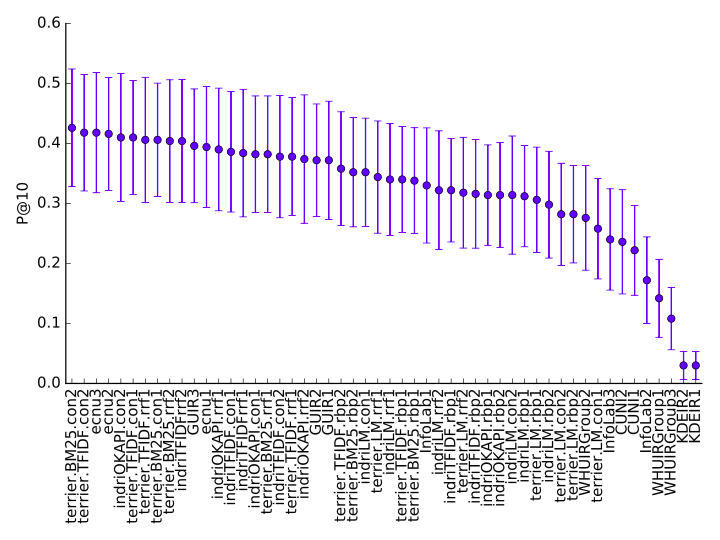 0.6
0.5
0.4
0.3
0.2
0.1
0.0
P@10
terrier.BM25.con2
terrier.TFIDF.con2
ecnu3
ecnu2
indriOKAPI.con2
terrier.TFIDF.con1
terrier.TFIDF.rrf1
terrier.BM25.con1
terrier.BM25.rrf2
indriTFIDFrrf2
GUIR3
ecnu1
indriOKAPI.rrf1
indriTFIDF.con1
indriTFIDFrrf1
indriOKAPI.con1
terrier.BM25.rrf1
indriTFIDF.con2
terrier.TFIDF.rrf1
indriOKAPI.rrf2
GUIR2
GUIR1
terrier.TFIDF.rbp2
terrier.BM25.rbp2
indriLM.con1
terrier.LM.rrf1
indriLM.rrf1
terrier.TFIDF.rbp1
terrier.BM25.rbp1
InfoLab1
indriLM.rrf2
indriTFIDF.rbp1
terrier.LM.rrf2
indriTFIDF.rbp2
indriOKAPI.rbp1
indriOKAPI.rbp2
indriLM.con2
indriLM.rbp1
terrier.LM.rbp1
indriLM.rbp2
terrier.LM.con2
terrier.LM.rbp2
WHUIRGroup2
terrier.LM.con1
InfoLab3
CUNI2
CUNI1
InfoLab2
WHUIRGroup1
WHUIRGroup3
KDEIR2
KDEIR1